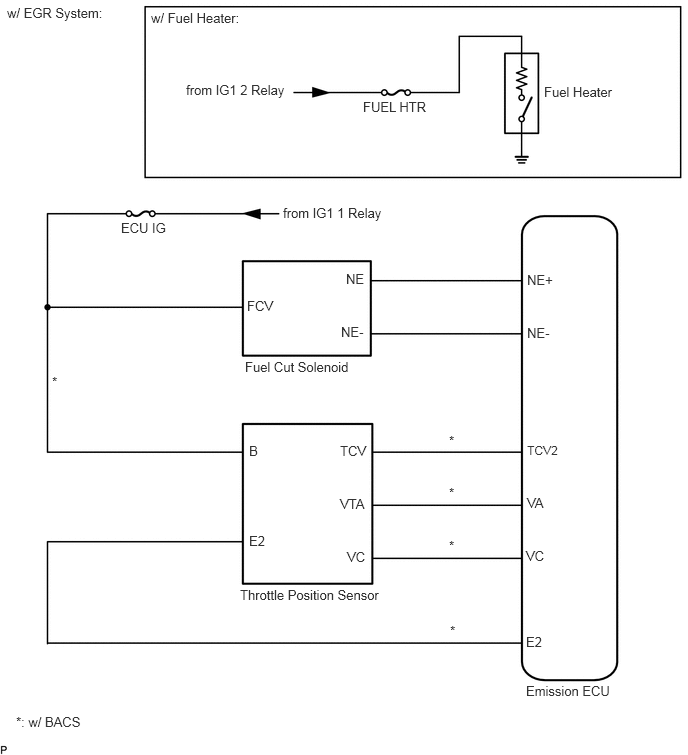 w/ EGR System:
w/ Fuel Heater:
from IG1 2 Relay
FUEL HTR
Fuel Heater
from IG1 1 Relay
ECU IG
NE
NE+
FCV
NE-
NE-
Fuel Cut Solenoid
*
B
TCV
*
TCV2
VTA
*
VA
E2
VC
*
VC
Throttle Position Sensor
*
E2
Emission ECU
*: w/ BACS
P